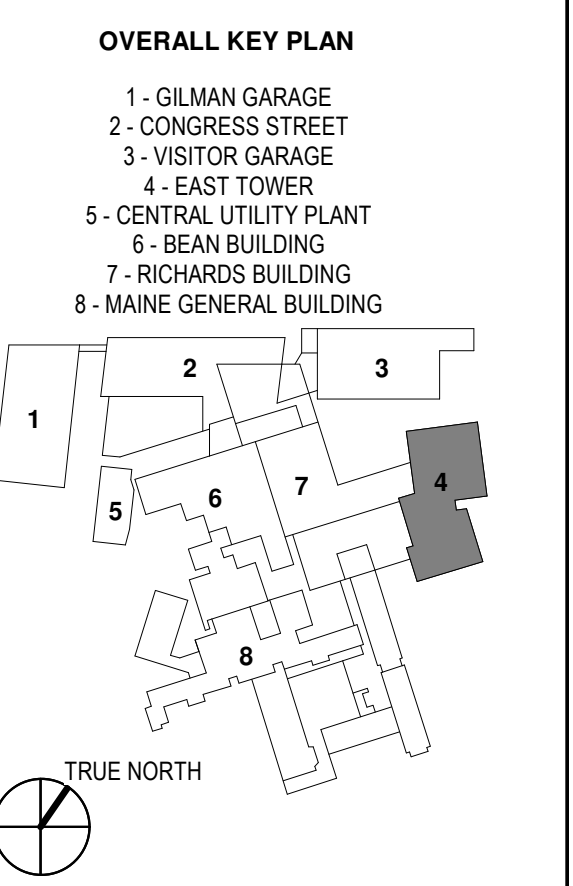 OVERALL KEY PLAN
1 - GILMAN GARAGE
2 - CONGRESS STREET
3 - VISITOR GARAGE
4 - EAST TOWER
5 - CENTRAL UTILITY PLANT
6 - BEAN BUILDING
7 - RICHARDS BUILDING
8 - MAINE GENERAL BUILDING
2
3
1
4
7
6
5
8
TRUE NORTH